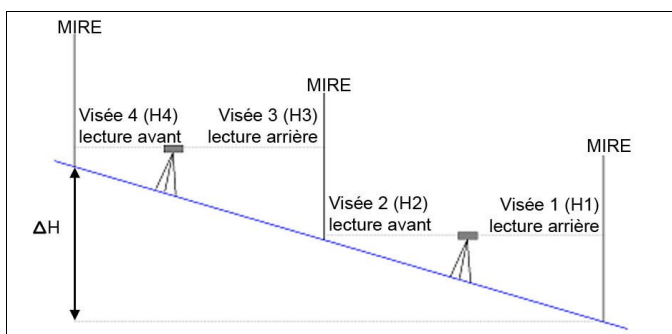 MIRE
MIRE
MIRE
Visée 4 (H4)
lecture avant
Visée 3 (H3)
lecture arrière
Visée 2 (H2)
lecture avant
Visée 1 (H1)
lecture arrière
ΔH